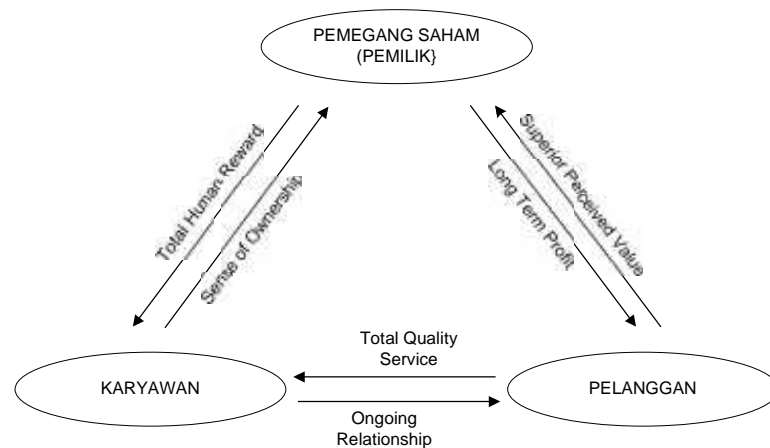 PEMEGANG SAHAM
(PEMILIK}
Total Human Reward
Sense of Ownership
Superior Perceived Value
Long Term Profit
Total Quality
Service
KARYAWAN
PELANGGAN
Ongoing
Relationship